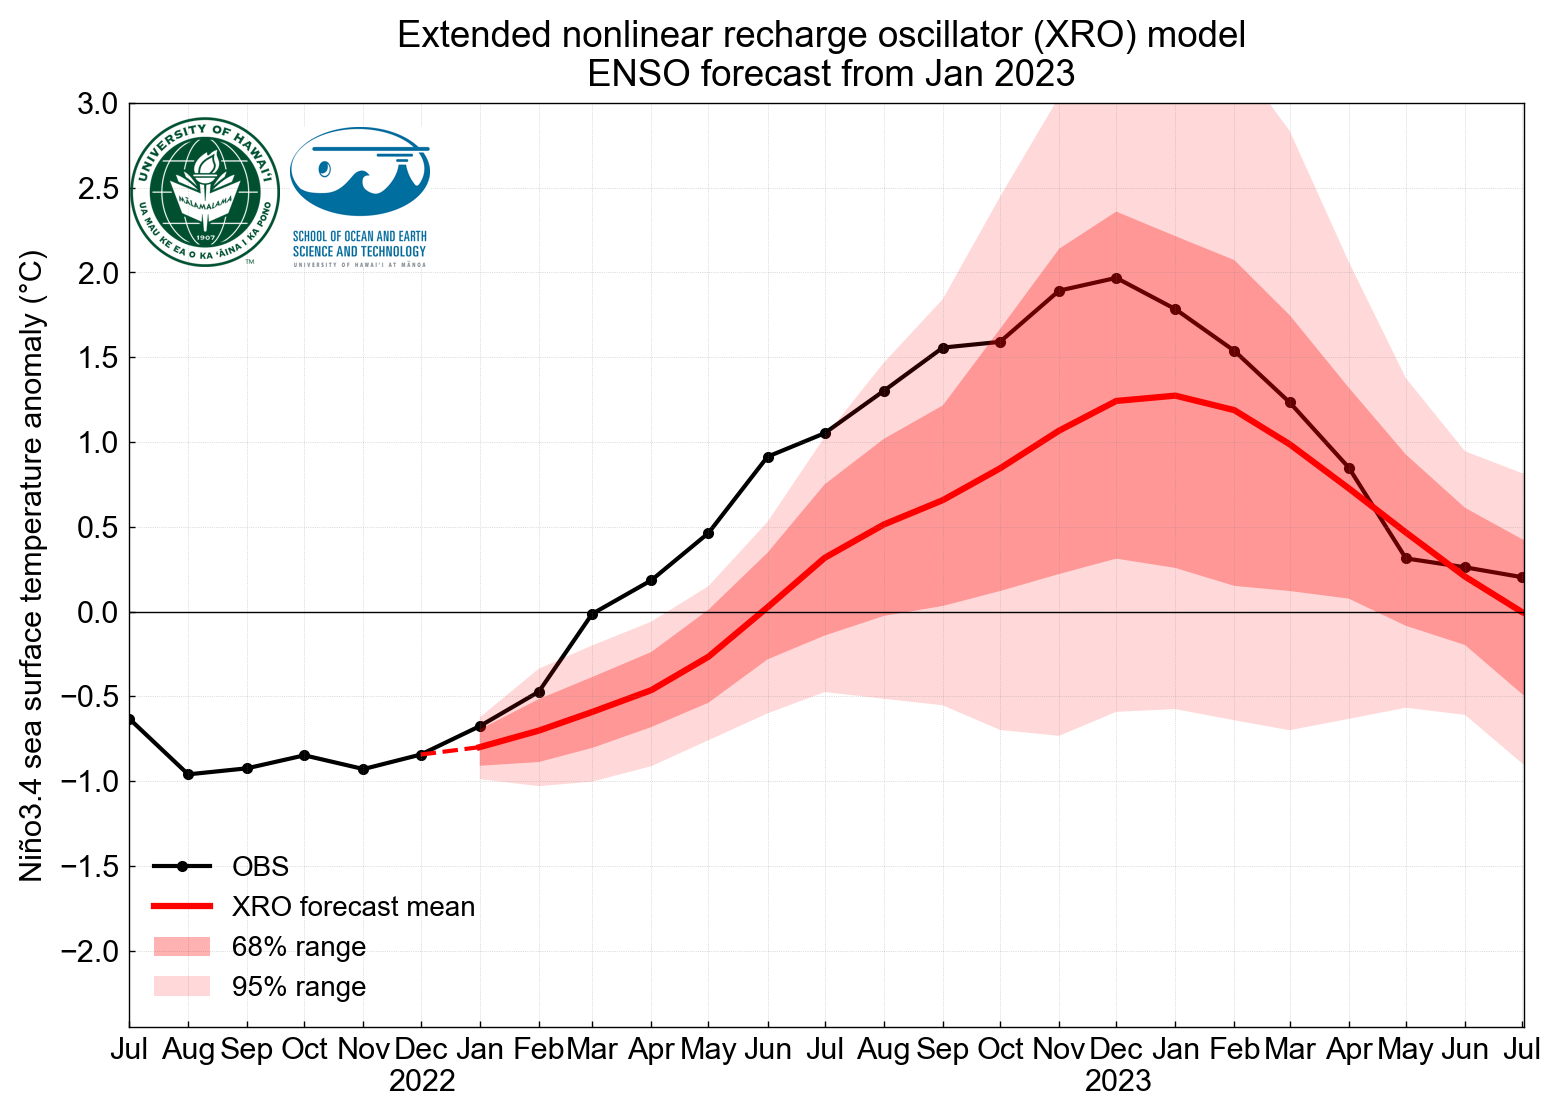 Extended nonlinear recharge oscillator (XRO) model
ENSO forecast from Jan 2023
Niño3.4 sea surface temperature anomaly (°C)
3.0
2.5
2.0
1.5
1.0
0.5
0.0
−0.5
−1.0
−1.5
−2.0
UNIVERSITY OF HAWAIʻI
MĀLAMALAMA
1907
UA MAU KE EA O KA ʻĀINA I KA PONO
TM
SCHOOL OF OCEAN AND EARTH
SCIENCE AND TECHNOLOGY
UNIVERSITY OF HAWAIʻI AT MĀNOA
OBS
XRO forecast mean
68% range
95% range
Jul Aug Sep Oct Nov Dec Jan Feb Mar Apr May Jun Jul Aug Sep Oct Nov Dec Jan Feb Mar Apr May Jun Jul
2022 2023